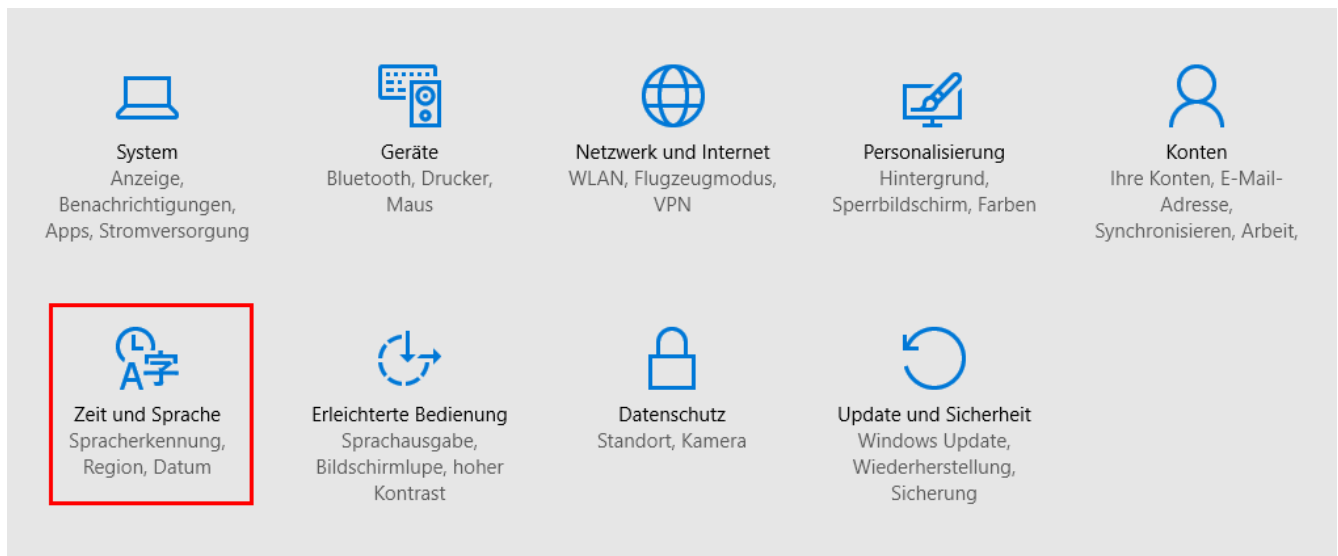 System
Anzeige,
Benachrichtigungen,
Apps, Stromversorgung
Geräte
Bluetooth, Drucker,
Maus
Netzwerk und Internet
WLAN, Flugzeugmodus,
VPN
Personalisierung
Hintergrund,
Sperrbildschirm, Farben
Konten
Ihre Konten, E-Mail-
Adresse,
Synchronisieren, Arbeit,
A字
Zeit und Sprache
Spracherkennung,
Region, Datum
Erleichterte Bedienung
Sprachausgabe,
Bildschirmlupe, hoher
Kontrast
Datenschutz
Standort, Kamera
Update und Sicherheit
Windows Update,
Wiederherstellung,
Sicherung